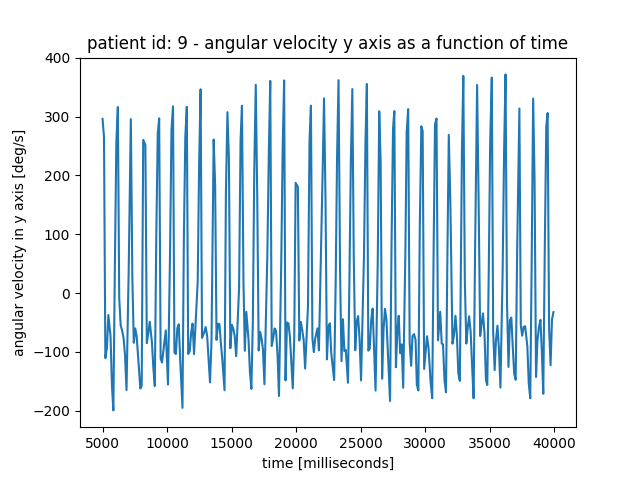 patient id: 9 - angular velocity y axis as a function of time
angular velocity in y axis [deg/s]
400
300
200
100
0
−100
−200
5000 10000 15000 20000 25000 30000 35000 40000
time [milliseconds]